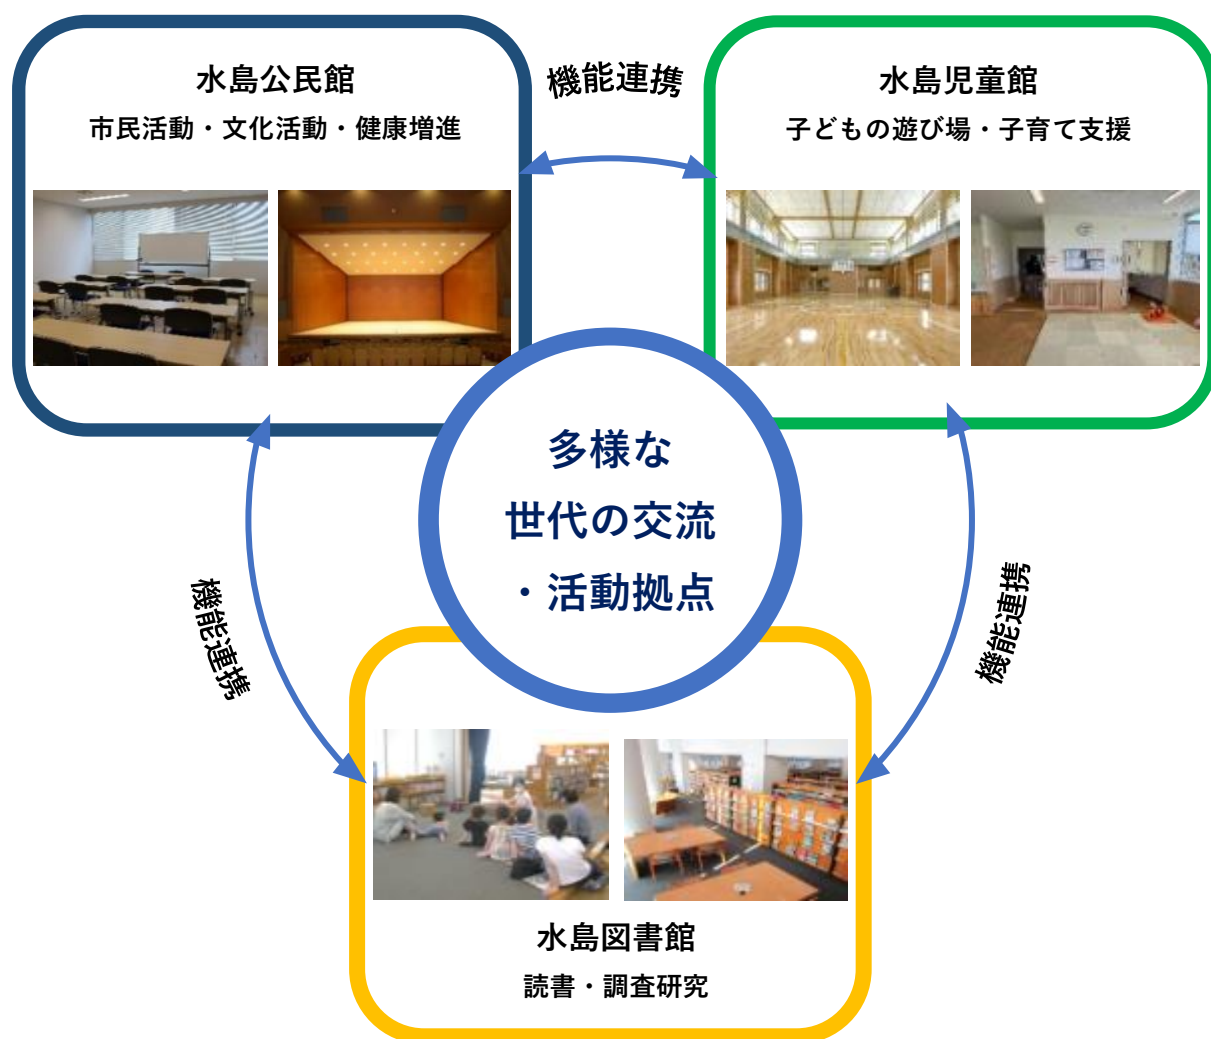 水島公民館
市民活動・文化活動・健康増進
機能連携
水島児童館
子どもの遊び場・子育て支援
多様な
世代の交流
・活動拠点
機能連携
機能連携
水島図書館
読書・調査研究